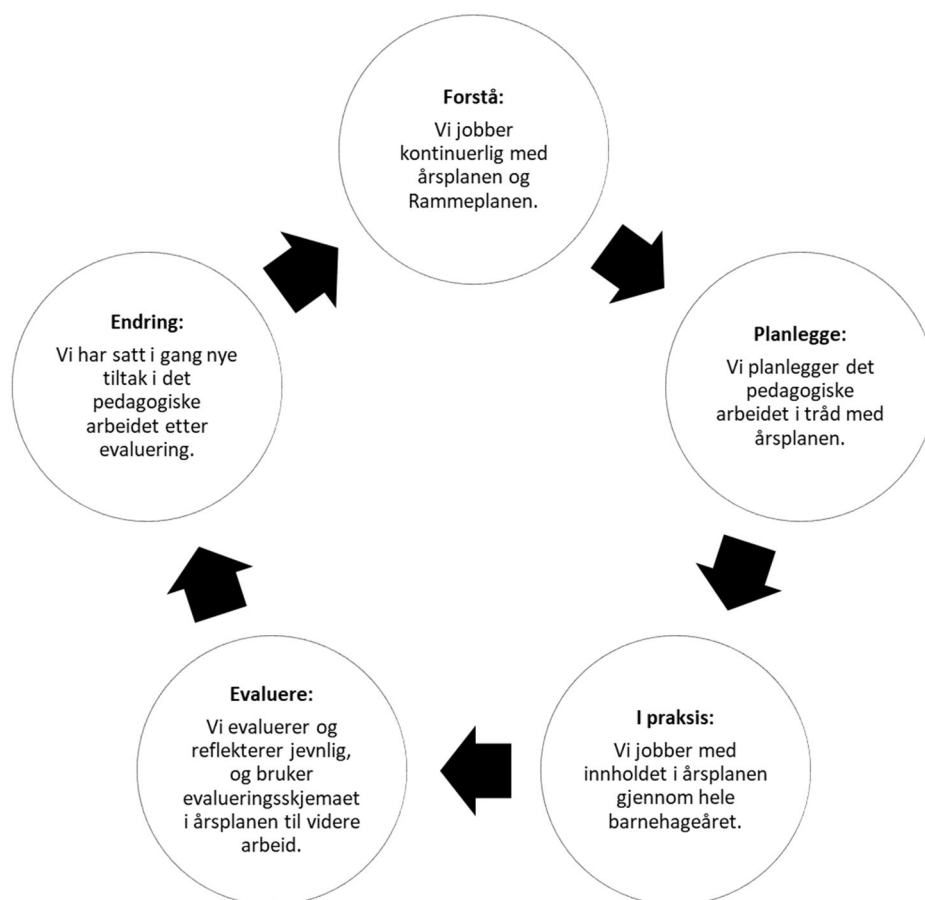 Forstå:
Vi jobber
kontinuerlig med
årsplanen og
Rammeplanen.
Planlegge:
Vi planlegger det
pedagogiske
arbeidet i tråd med
årsplanen.
I praksis:
Vi jobber med
innholdet i årsplanen
gjennom hele
barnehageåret.
Evaluere:
Vi evaluerer og
reflekterer jevnlig,
og bruker
evalueringsskjemaet
i årsplanen til videre
arbeid.
Endring:
Vi har satt i gang nye
tiltak i det
pedagogiske
arbeidet etter
evaluering.